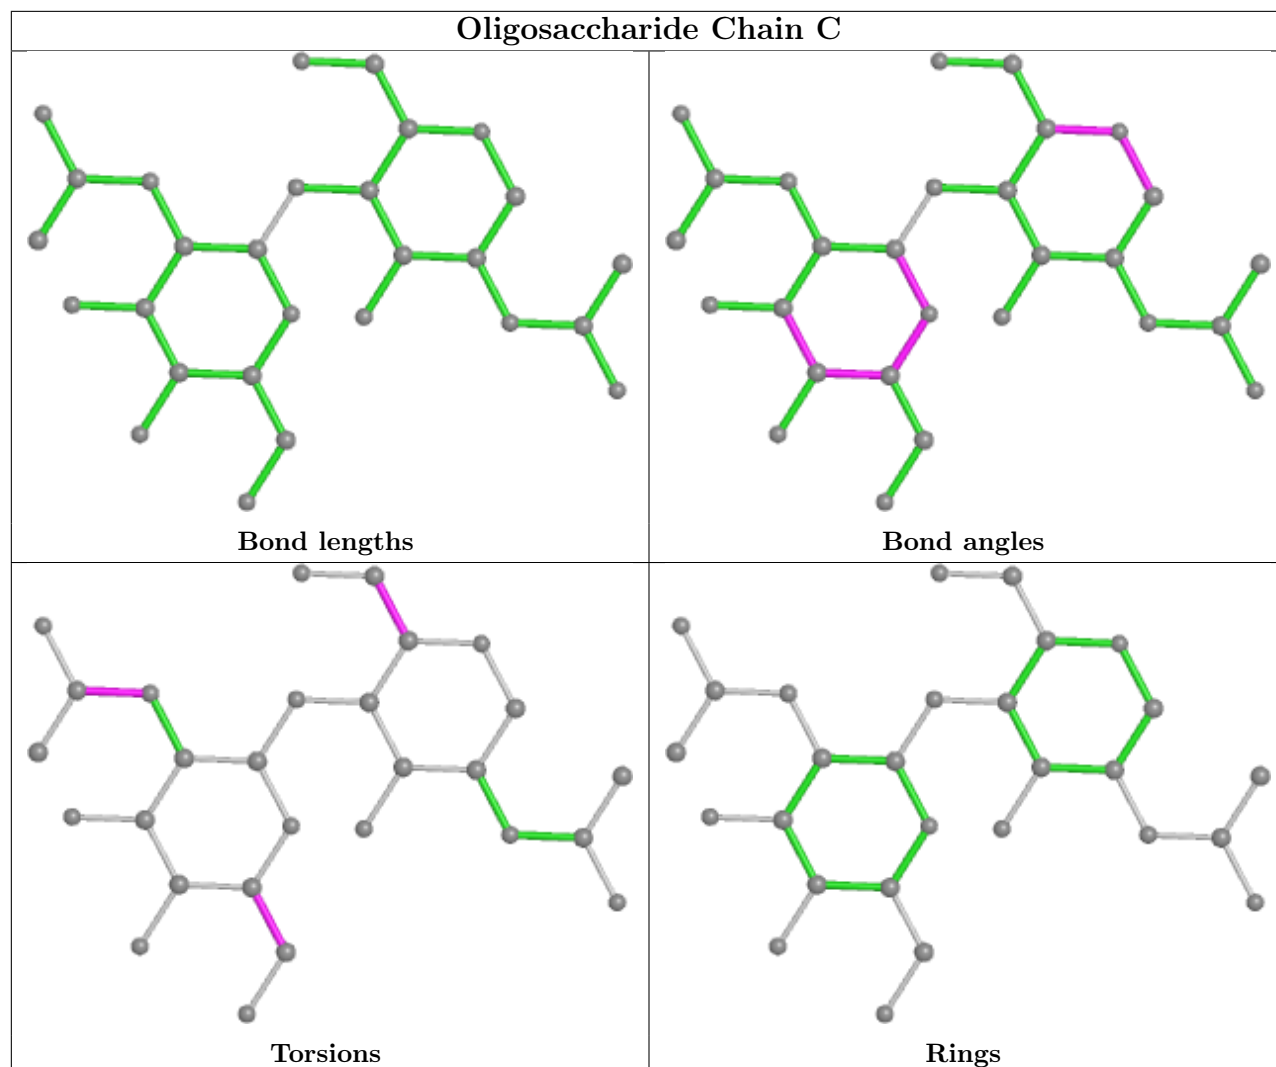 Oligosaccharide Chain C
Bond lengths
Bond angles
Torsions
Rings